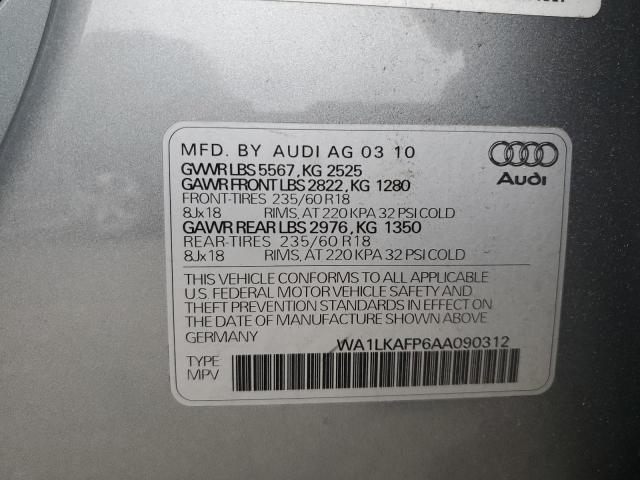 MFD. BY AUDI AG 03 10
GVWR LBS 5567, KG 2525
GAWR FRONT LBS 2822, KG 1280
FRONT-TIRES 235/60 R18
8Jx18 RIMS, AT 220 KPA 32 PSI COLD
GAWR REAR LBS 2976, KG 1350
REAR-TIRES 235/60 R18
8Jx18 RIMS, AT 220 KPA 32 PSI COLD
Audi
THIS VEHICLE CONFORMS TO ALL APPLICABLE
U.S. FEDERAL MOTOR VEHICLE SAFETY AND
THEFT PREVENTION STANDARDS IN EFFECT ON
THE DATE OF MANUFACTURE SHOWN ABOVE
GERMANY WA1LKAFP6AA090312
TYPE
MPV